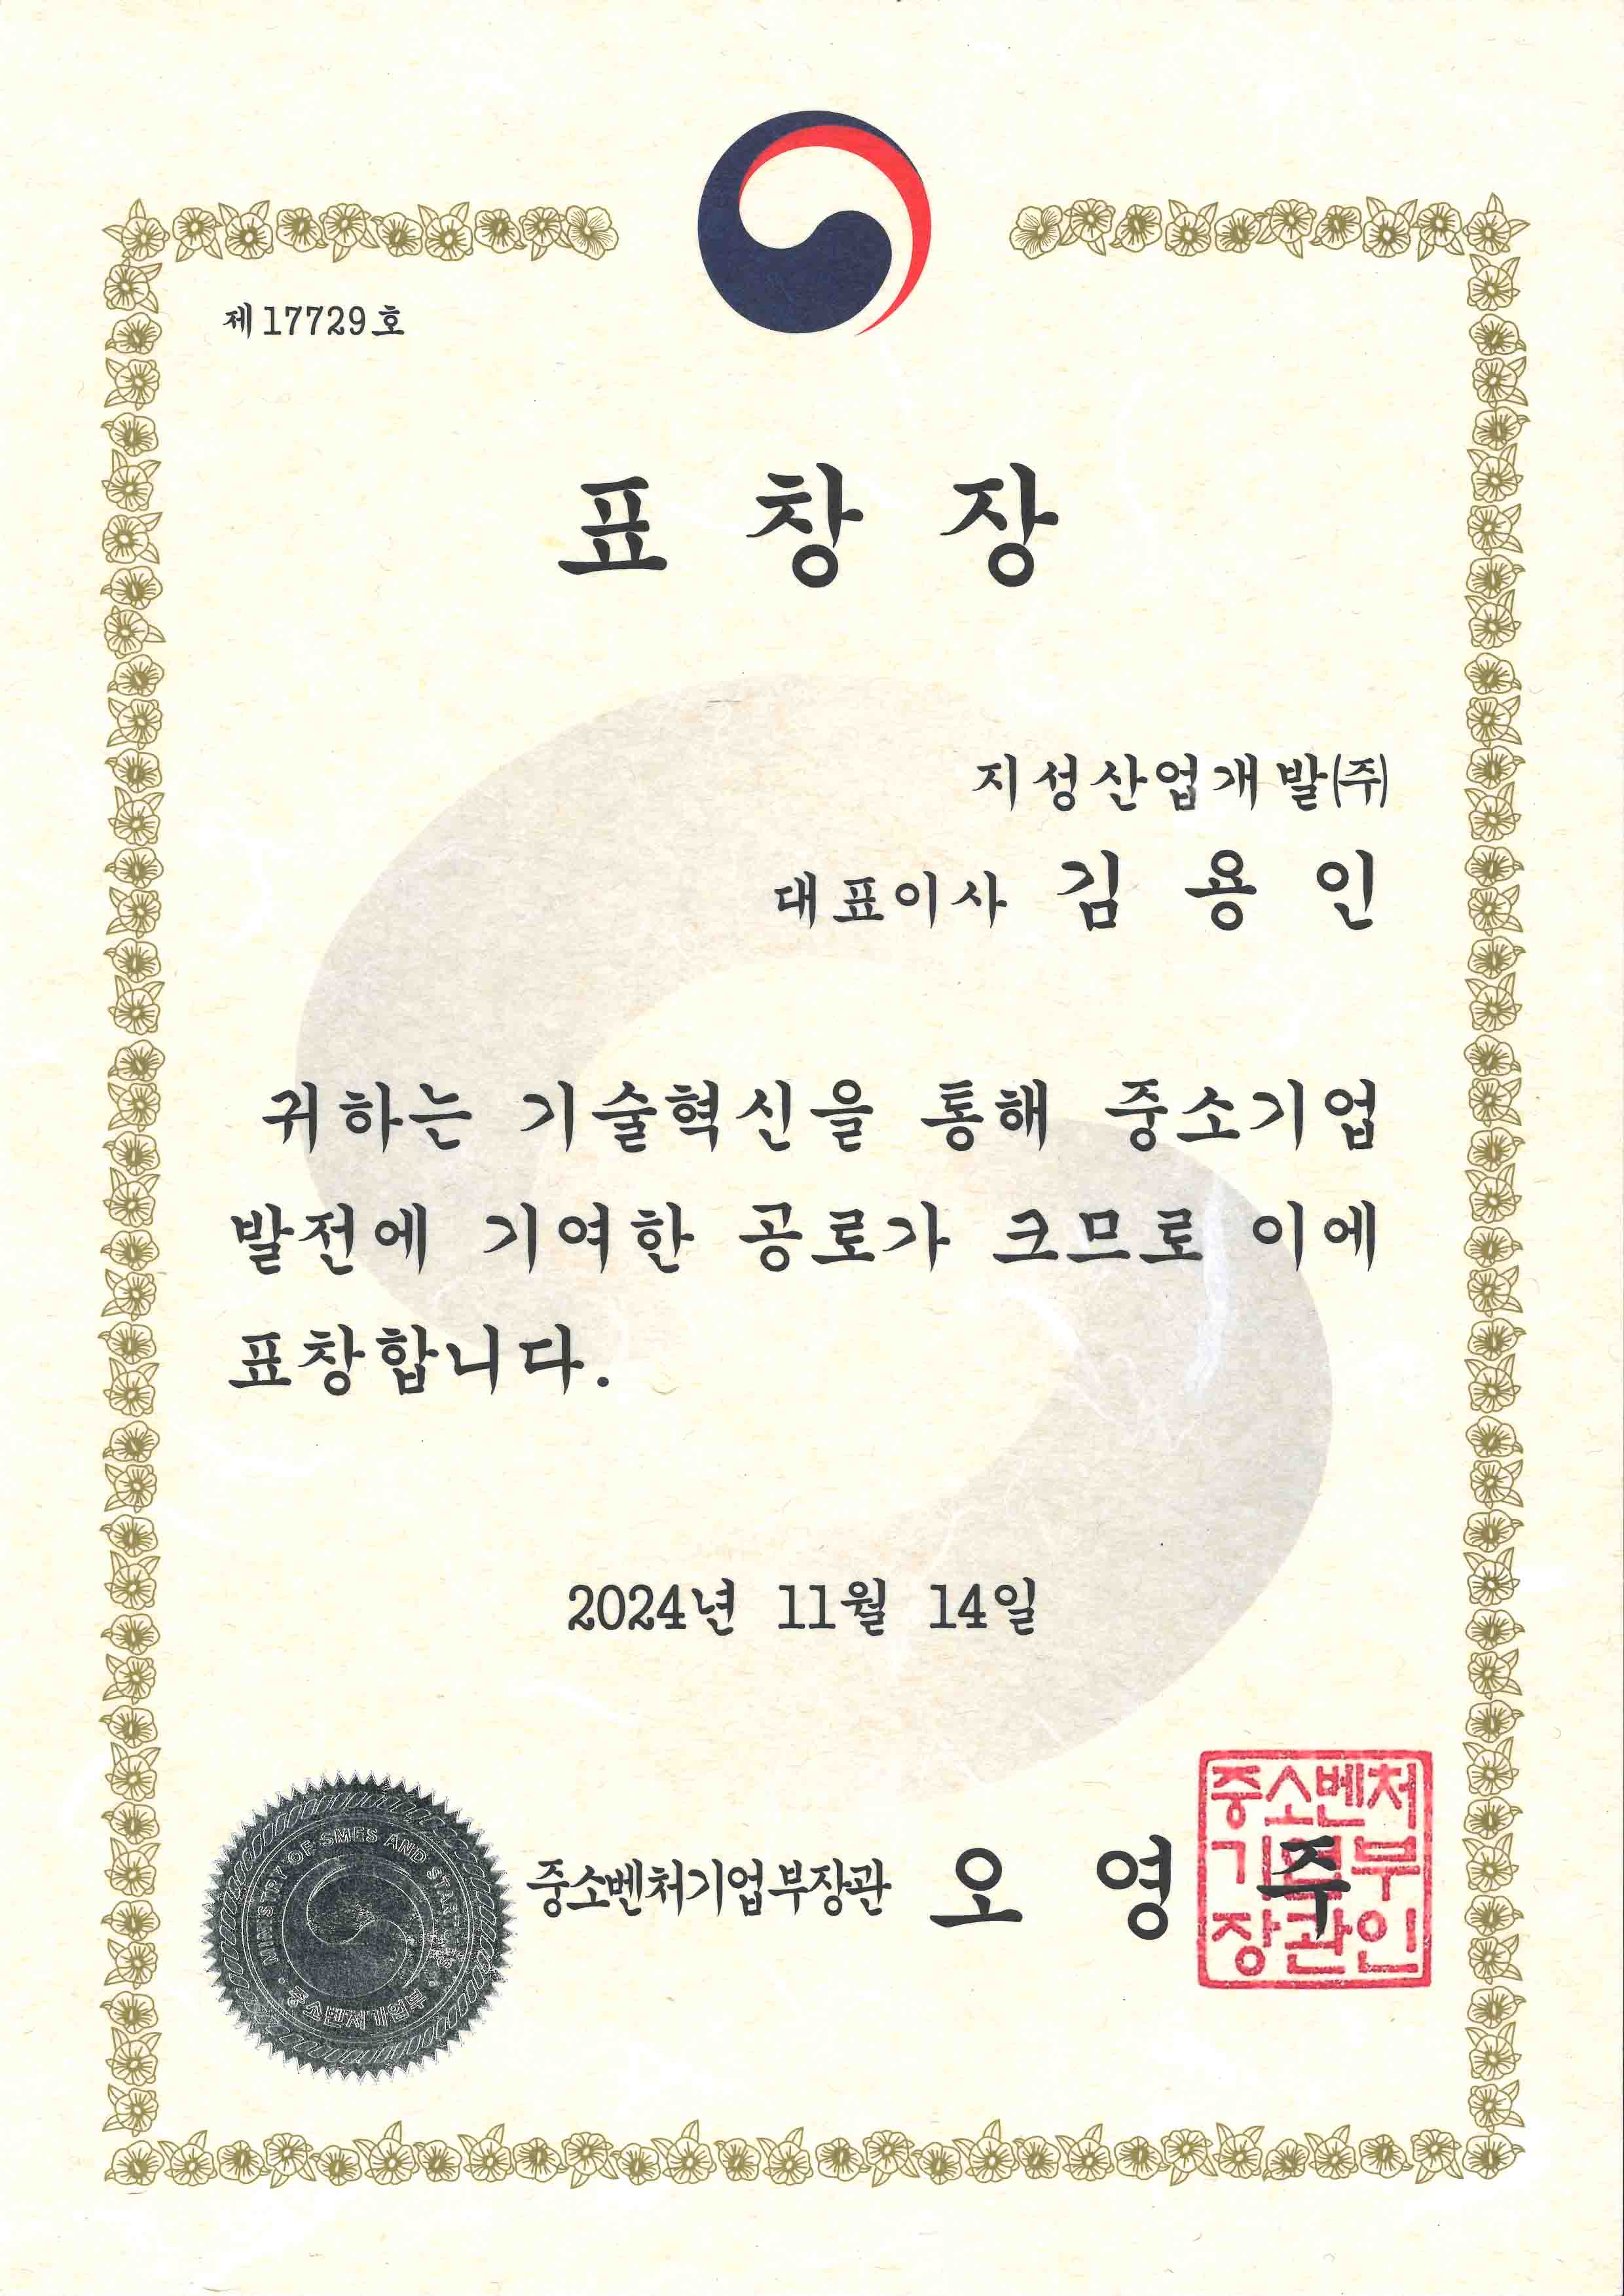 제17729호
표 창 장
지성산업개발(주)
대표이사 김 용 인
귀하는 기술혁신을 통해 중소기업
발전에 기여한 공로가 크므로 이에
표창합니다.
2024년 11월 14일
중소벤처기업부장관 오 영 주
중소벤처
기업부
장관인
MINISTRY OF SMES AND STARTUPS
중소벤처기업부